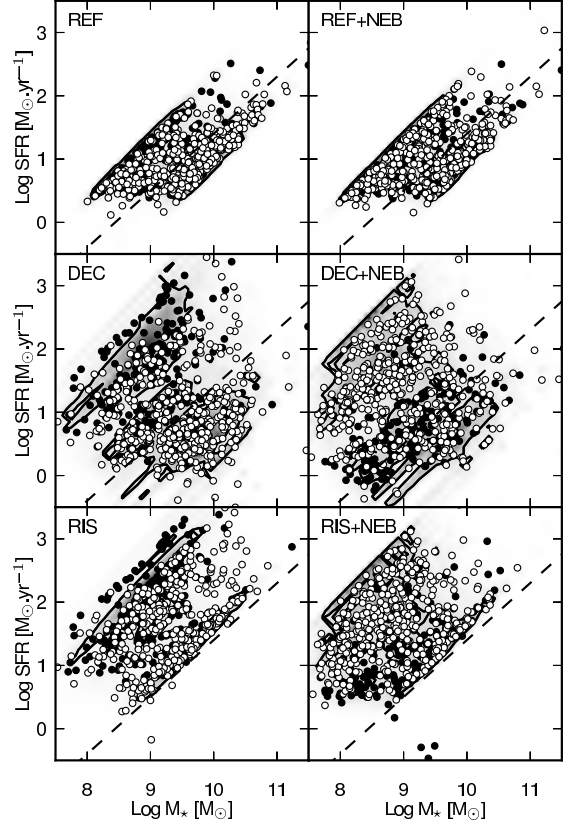 REF
REF+NEB
Log SFR [M⊙.yr⁻¹]
3
2
1
0
DEC
DEC+NEB
Log SFR [M⊙.yr⁻¹]
3
2
1
0
RIS
RIS+NEB
Log SFR [M⊙.yr⁻¹]
3
2
1
0
8 9 10 11 8 9 10 11
Log M⋆ [M⊙] Log M⋆ [M⊙]